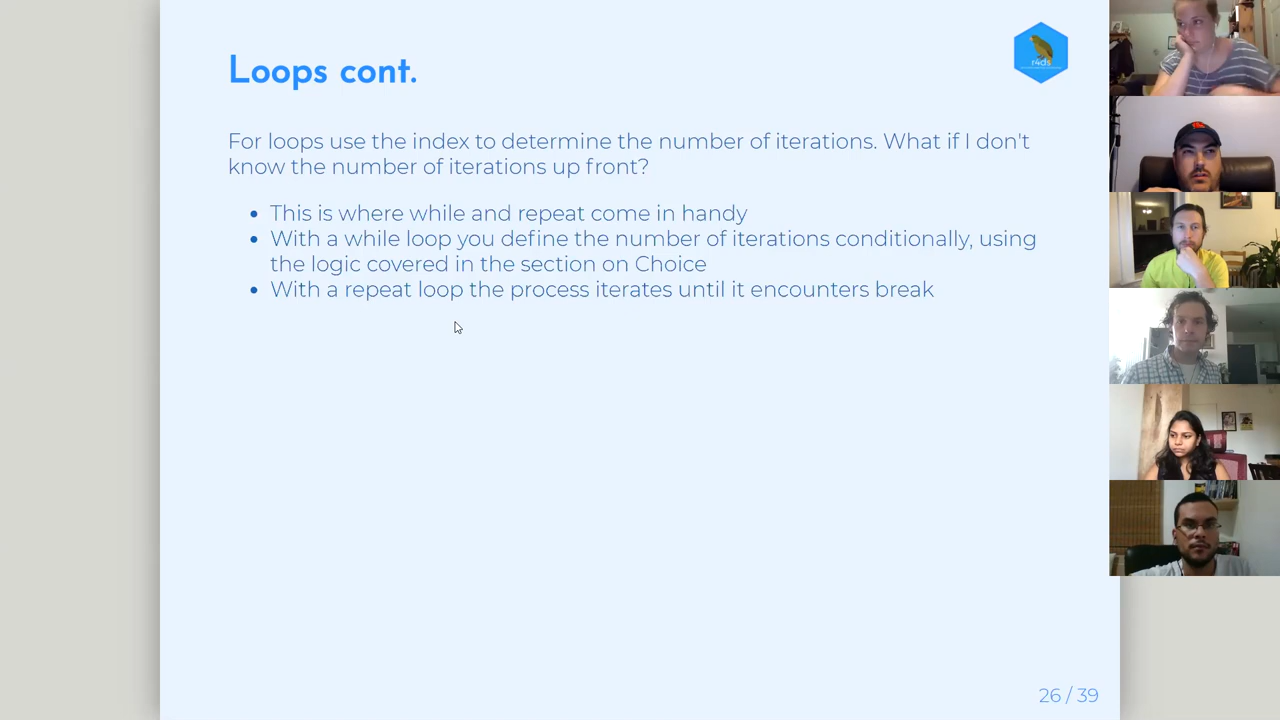 Loops cont.
r4ds
For loops use the index to determine the number of iterations. What if I don't
know the number of iterations up front?
This is where while and repeat come in handy
With a while loop you define the number of iterations conditionally, using
the logic covered in the section on Choice
With a repeat loop the process iterates until it encounters break
26 / 39